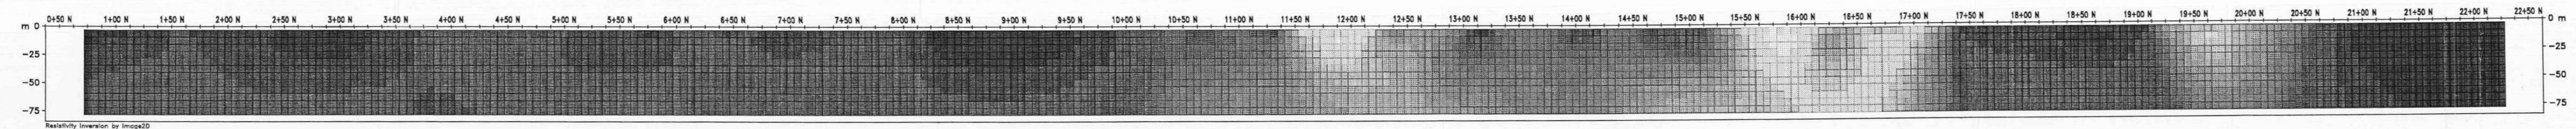 0+50 N 1+00 N 1+50 N 2+00 N 2+50 N 3+00 N 3+50 N 4+00 N 4+50 N 5+00 N 5+50 N 6+00 N 6+50 N 7+00 N 7+50 N 8+00 N 8+50 N 9+00 N 9+50 N 10+00 N 10+50 N 11+00 N 11+50 N 12+00 N 12+50 N 13+00 N 13+50 N 14+00 N 14+50 N 15+00 N 15+50 N 16+00 N 16+50 N 17+00 N 17+50 N 18+00 N 18+50 N 19+00 N 19+50 N 20+00 N 20+50 N 21+00 N 21+50 N 22+00 N 22+50 N
m 0 0 m
-25 -25
-50 -50
-75 -75
Resistivity Inversion by Image2D